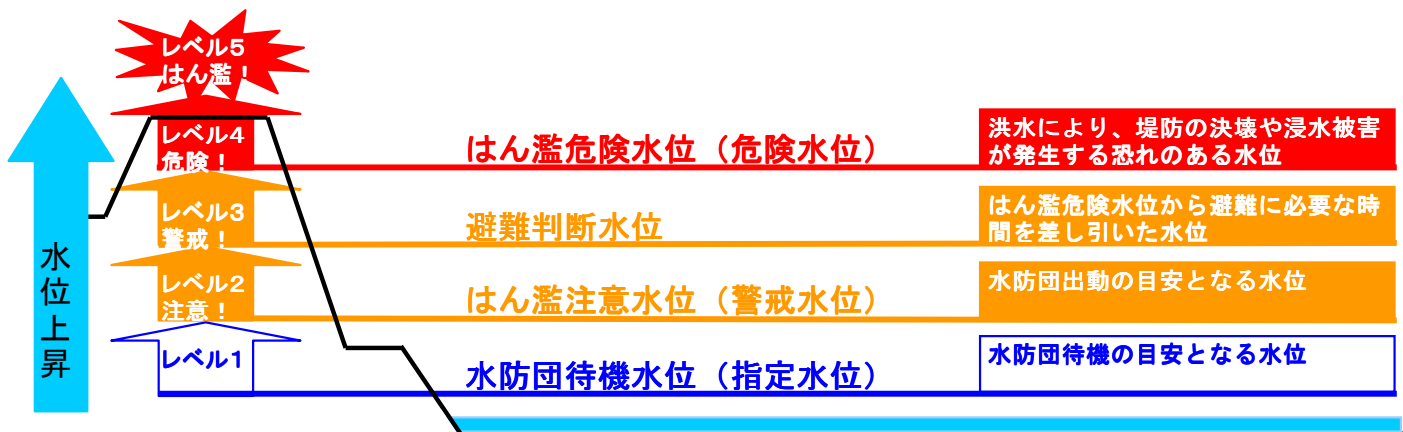 レベル5
はん濫！
レベル4
危険！
はん濫危険水位（危険水位）
洪水により、堤防の決壊や浸水被害
が発生する恐れのある水位
レベル3
警戒！
避難判断水位
はん濫危険水位から避難に必要な時
間を差し引いた水位
レベル2
注意！
はん濫注意水位（警戒水位）
水防団出動の目安となる水位
レベル1
水防団待機水位（指定水位）
水防団待機の目安となる水位
水位上昇